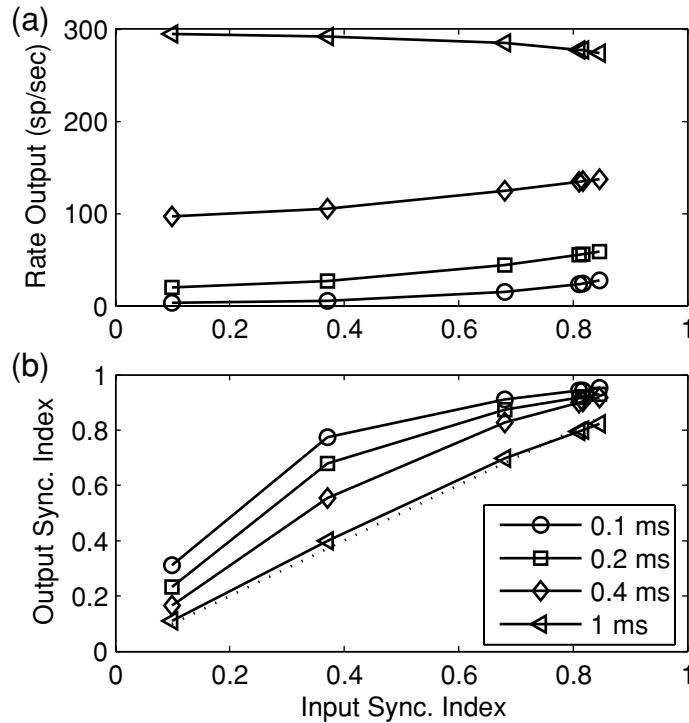 (a)
300
200
100
0
Rate Output (sp/sec)
0 0.2 0.4 0.6 0.8 1
(b)
1
0.8
0.6
0.4
0.2
0
Output Sync. Index
0.1 ms
0.2 ms
0.4 ms
1 ms
0 0.2 0.4 0.6 0.8 1
Input Sync. Index